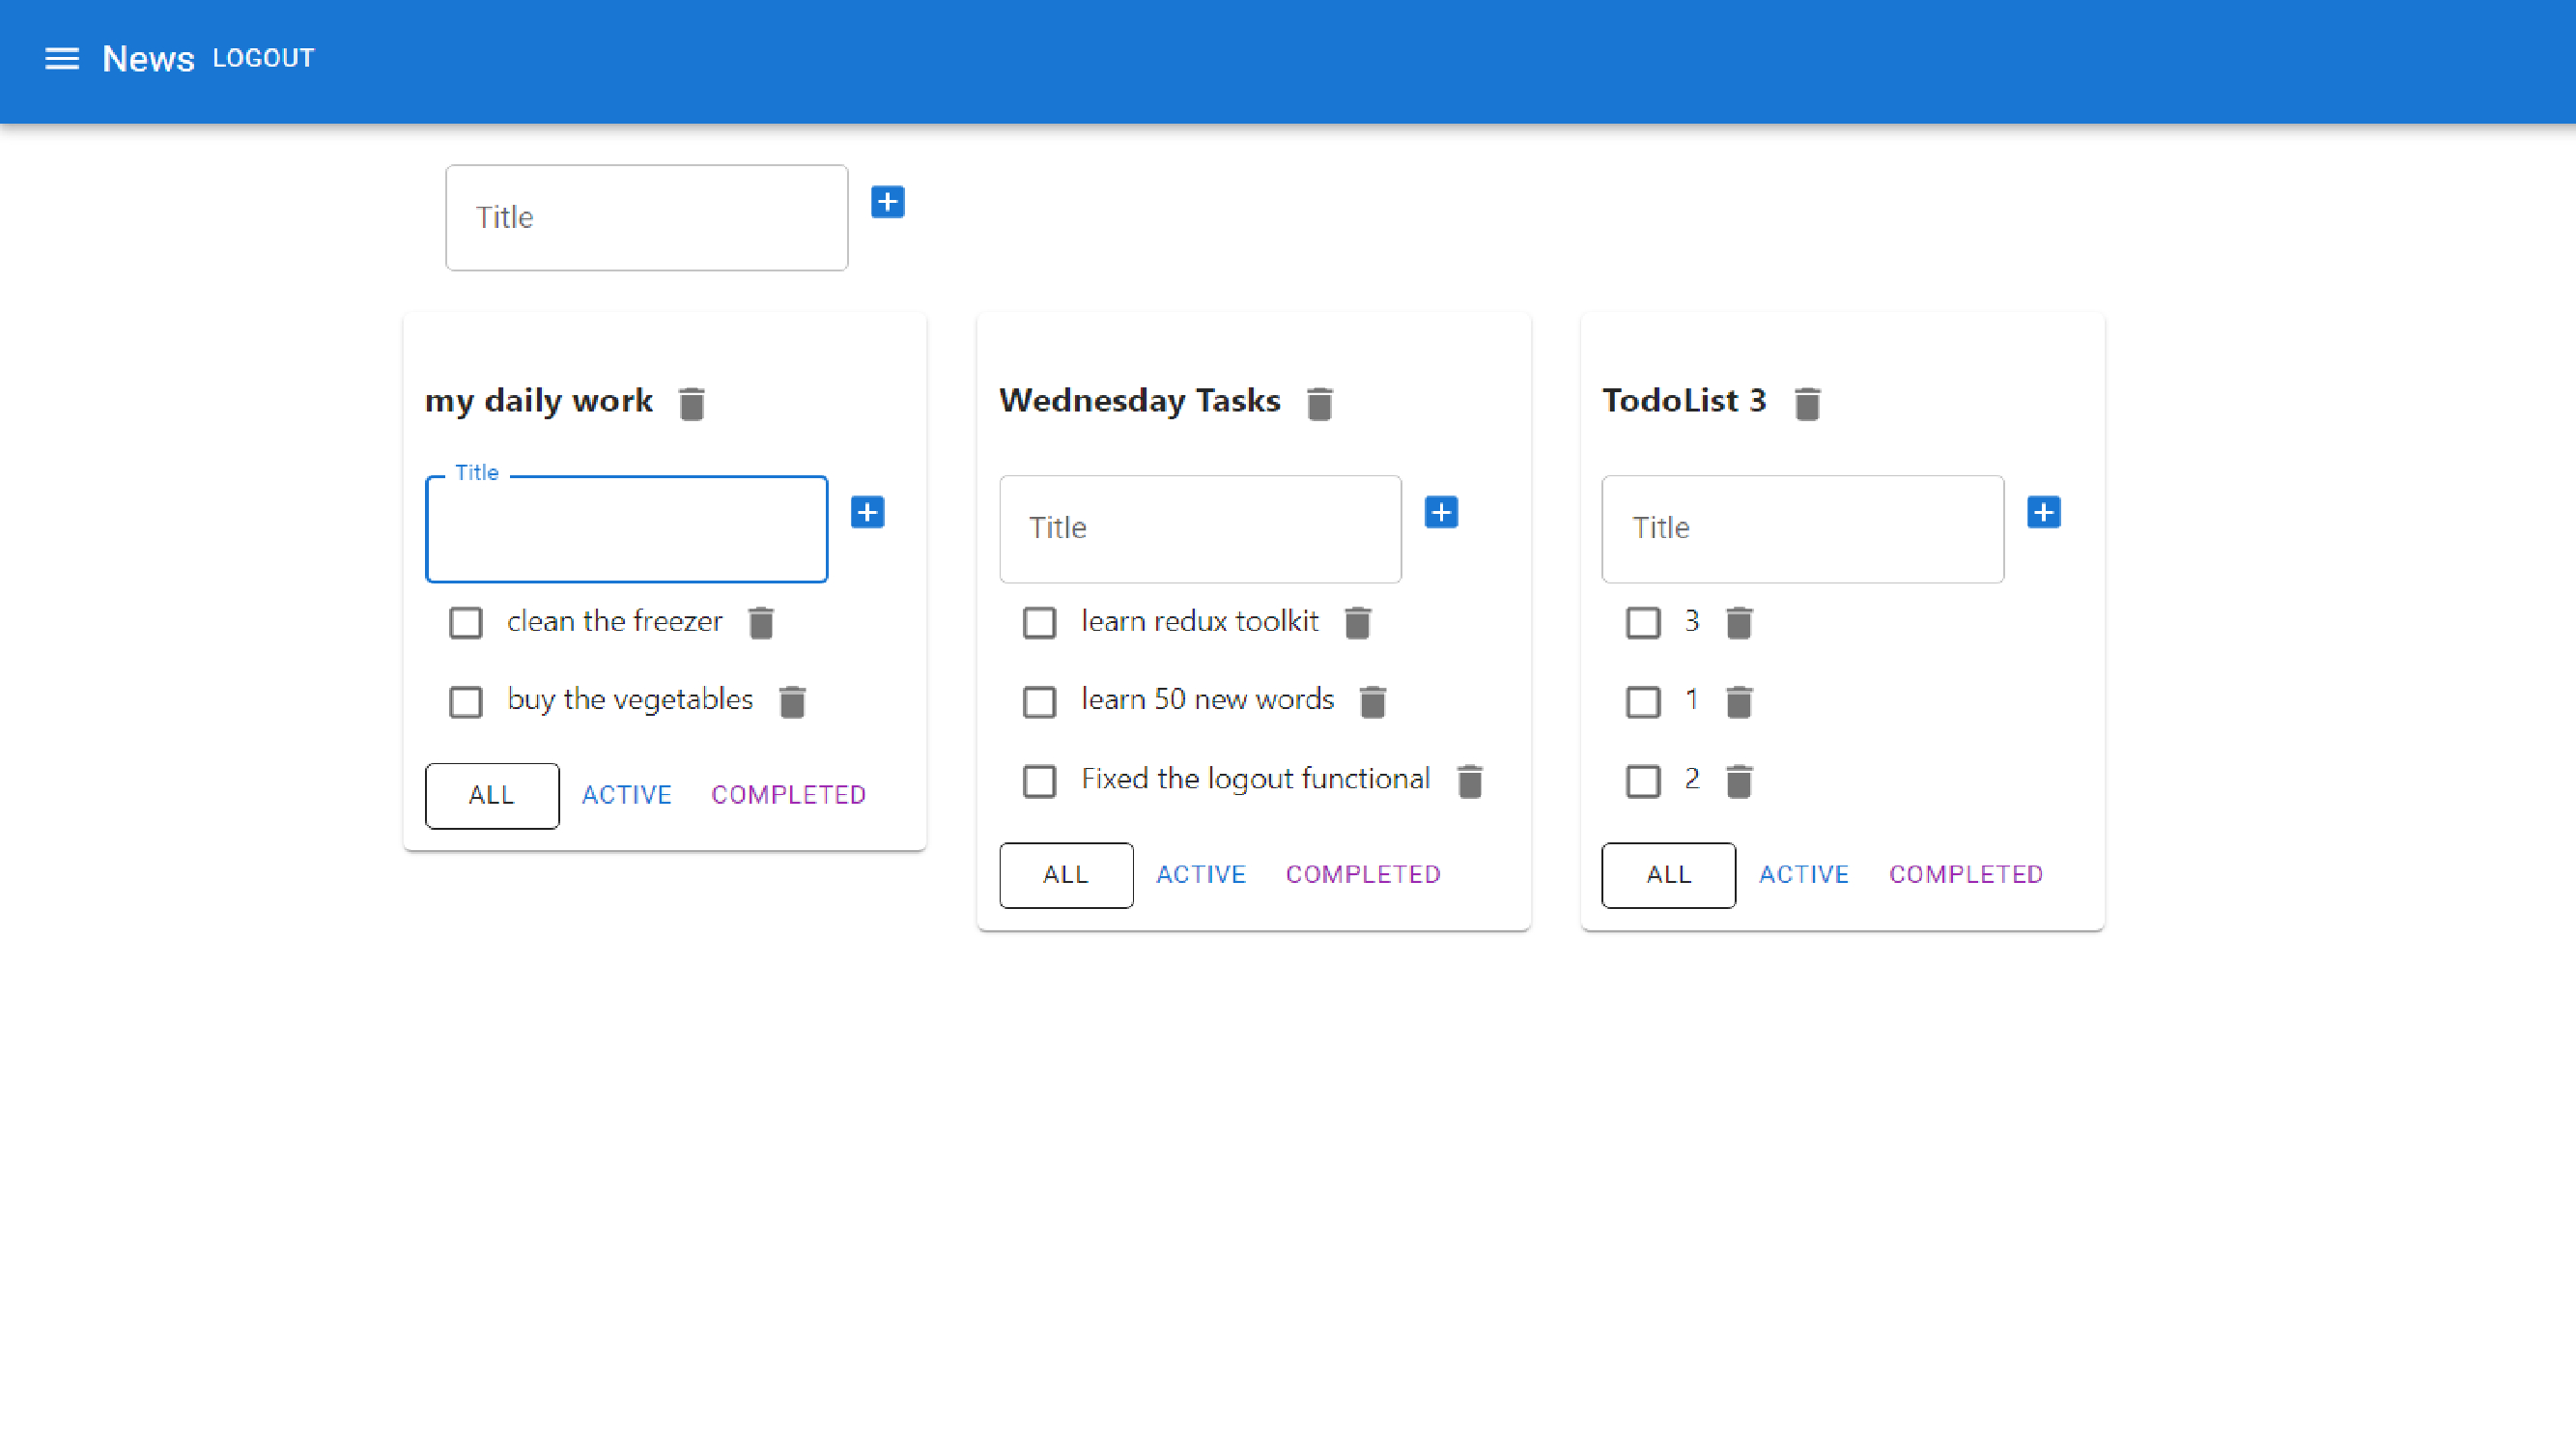 News LOGOUT
Title
my daily work
Title
clean the freezer
buy the vegetables
ALL ACTIVE COMPLETED
Wednesday Tasks
Title
learn redux toolkit
learn 50 new words
Fixed the logout functional
ALL ACTIVE COMPLETED
TodoList 3
Title
3
1
2
ALL ACTIVE COMPLETED